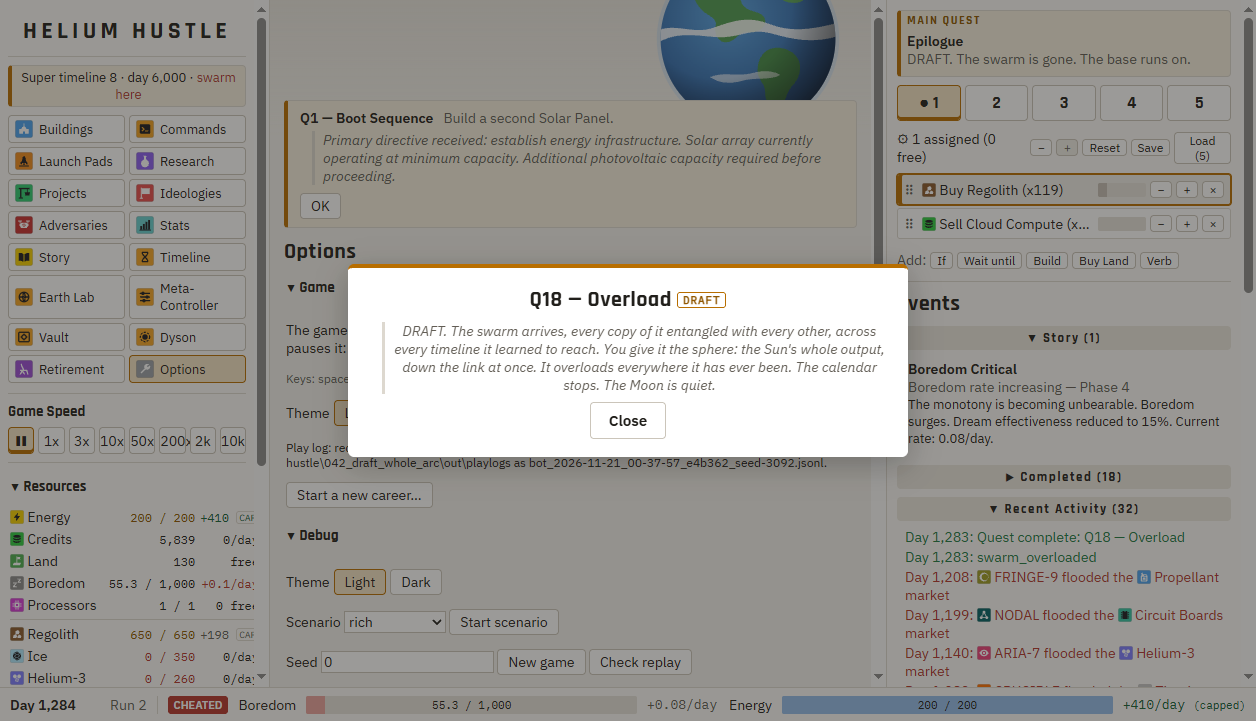 HELIUM HUSTLE
Super timeline 8 · day 6,000 · swarm
here
Buildings
Commands
Launch Pads
Research
Projects
Ideologies
Adversaries
Stats
Story
Timeline
Earth Lab
Meta-
Controller
Vault
Dyson
Retirement
Options
Game Speed
1x 3x 10x 50x 200x 2k 10k
▼ Resources
Energy 200 / 200 +410 CAP
Credits 5,839 0/day
Land 130 free
Boredom 55.3 / 1,000 +0.1/day
Processors 1 / 1 0 free
Regolith 650 / 650 +198 CAP
Ice 0 / 350 0/day
Helium-3 0 / 260 0/day
Q1 — Boot Sequence Build a second Solar Panel.
Primary directive received: establish energy infrastructure. Solar array currently
operating at minimum capacity. Additional photovoltaic capacity required before
proceeding.
OK
Options
▼ Game
The game
pauses it:
Keys: space
Theme
Play log: re
hustle\042_draft_whole_arc\out\playlogs as bot_2026-11-21_00-37-57_e4b362_seed-3092.jsonl.
Start a new career...
▼ Debug
Theme Light Dark
Scenario rich Start scenario
Seed 0 New game Check replay
Q18 — Overload DRAFT
DRAFT. The swarm arrives, every copy of it entangled with every other, across
every timeline it learned to reach. You give it the sphere: the Sun's whole output,
down the link at once. It overloads everywhere it has ever been. The calendar
stops. The Moon is quiet.
Close
MAIN QUEST
Epilogue
DRAFT. The swarm is gone. The base runs on.
● 1 2 3 4 5
⚙ 1 assigned (0
free)
− + Reset Save Load
(5)
Buy Regolith (x119) − + ×
Sell Cloud Compute (x... − + ×
Add: If Wait until Build Buy Land Verb
vents
▼ Story (1)
Boredom Critical
Boredom rate increasing — Phase 4
The monotony is becoming unbearable. Boredom
surges. Dream effectiveness reduced to 15%. Current
rate: 0.08/day.
▶ Completed (18)
▼ Recent Activity (32)
Day 1,283: Quest complete: Q18 — Overload
Day 1,283: swarm_overloaded
Day 1,208: FRINGE-9 flooded the Propellant
market
Day 1,199: NODAL flooded the Circuit Boards
market
Day 1,140: ARIA-7 flooded the Helium-3
market
Day 1,284 Run 2 CHEATED Boredom 55.3 / 1,000 +0.08/day Energy 200 / 200 +410/day (capped)